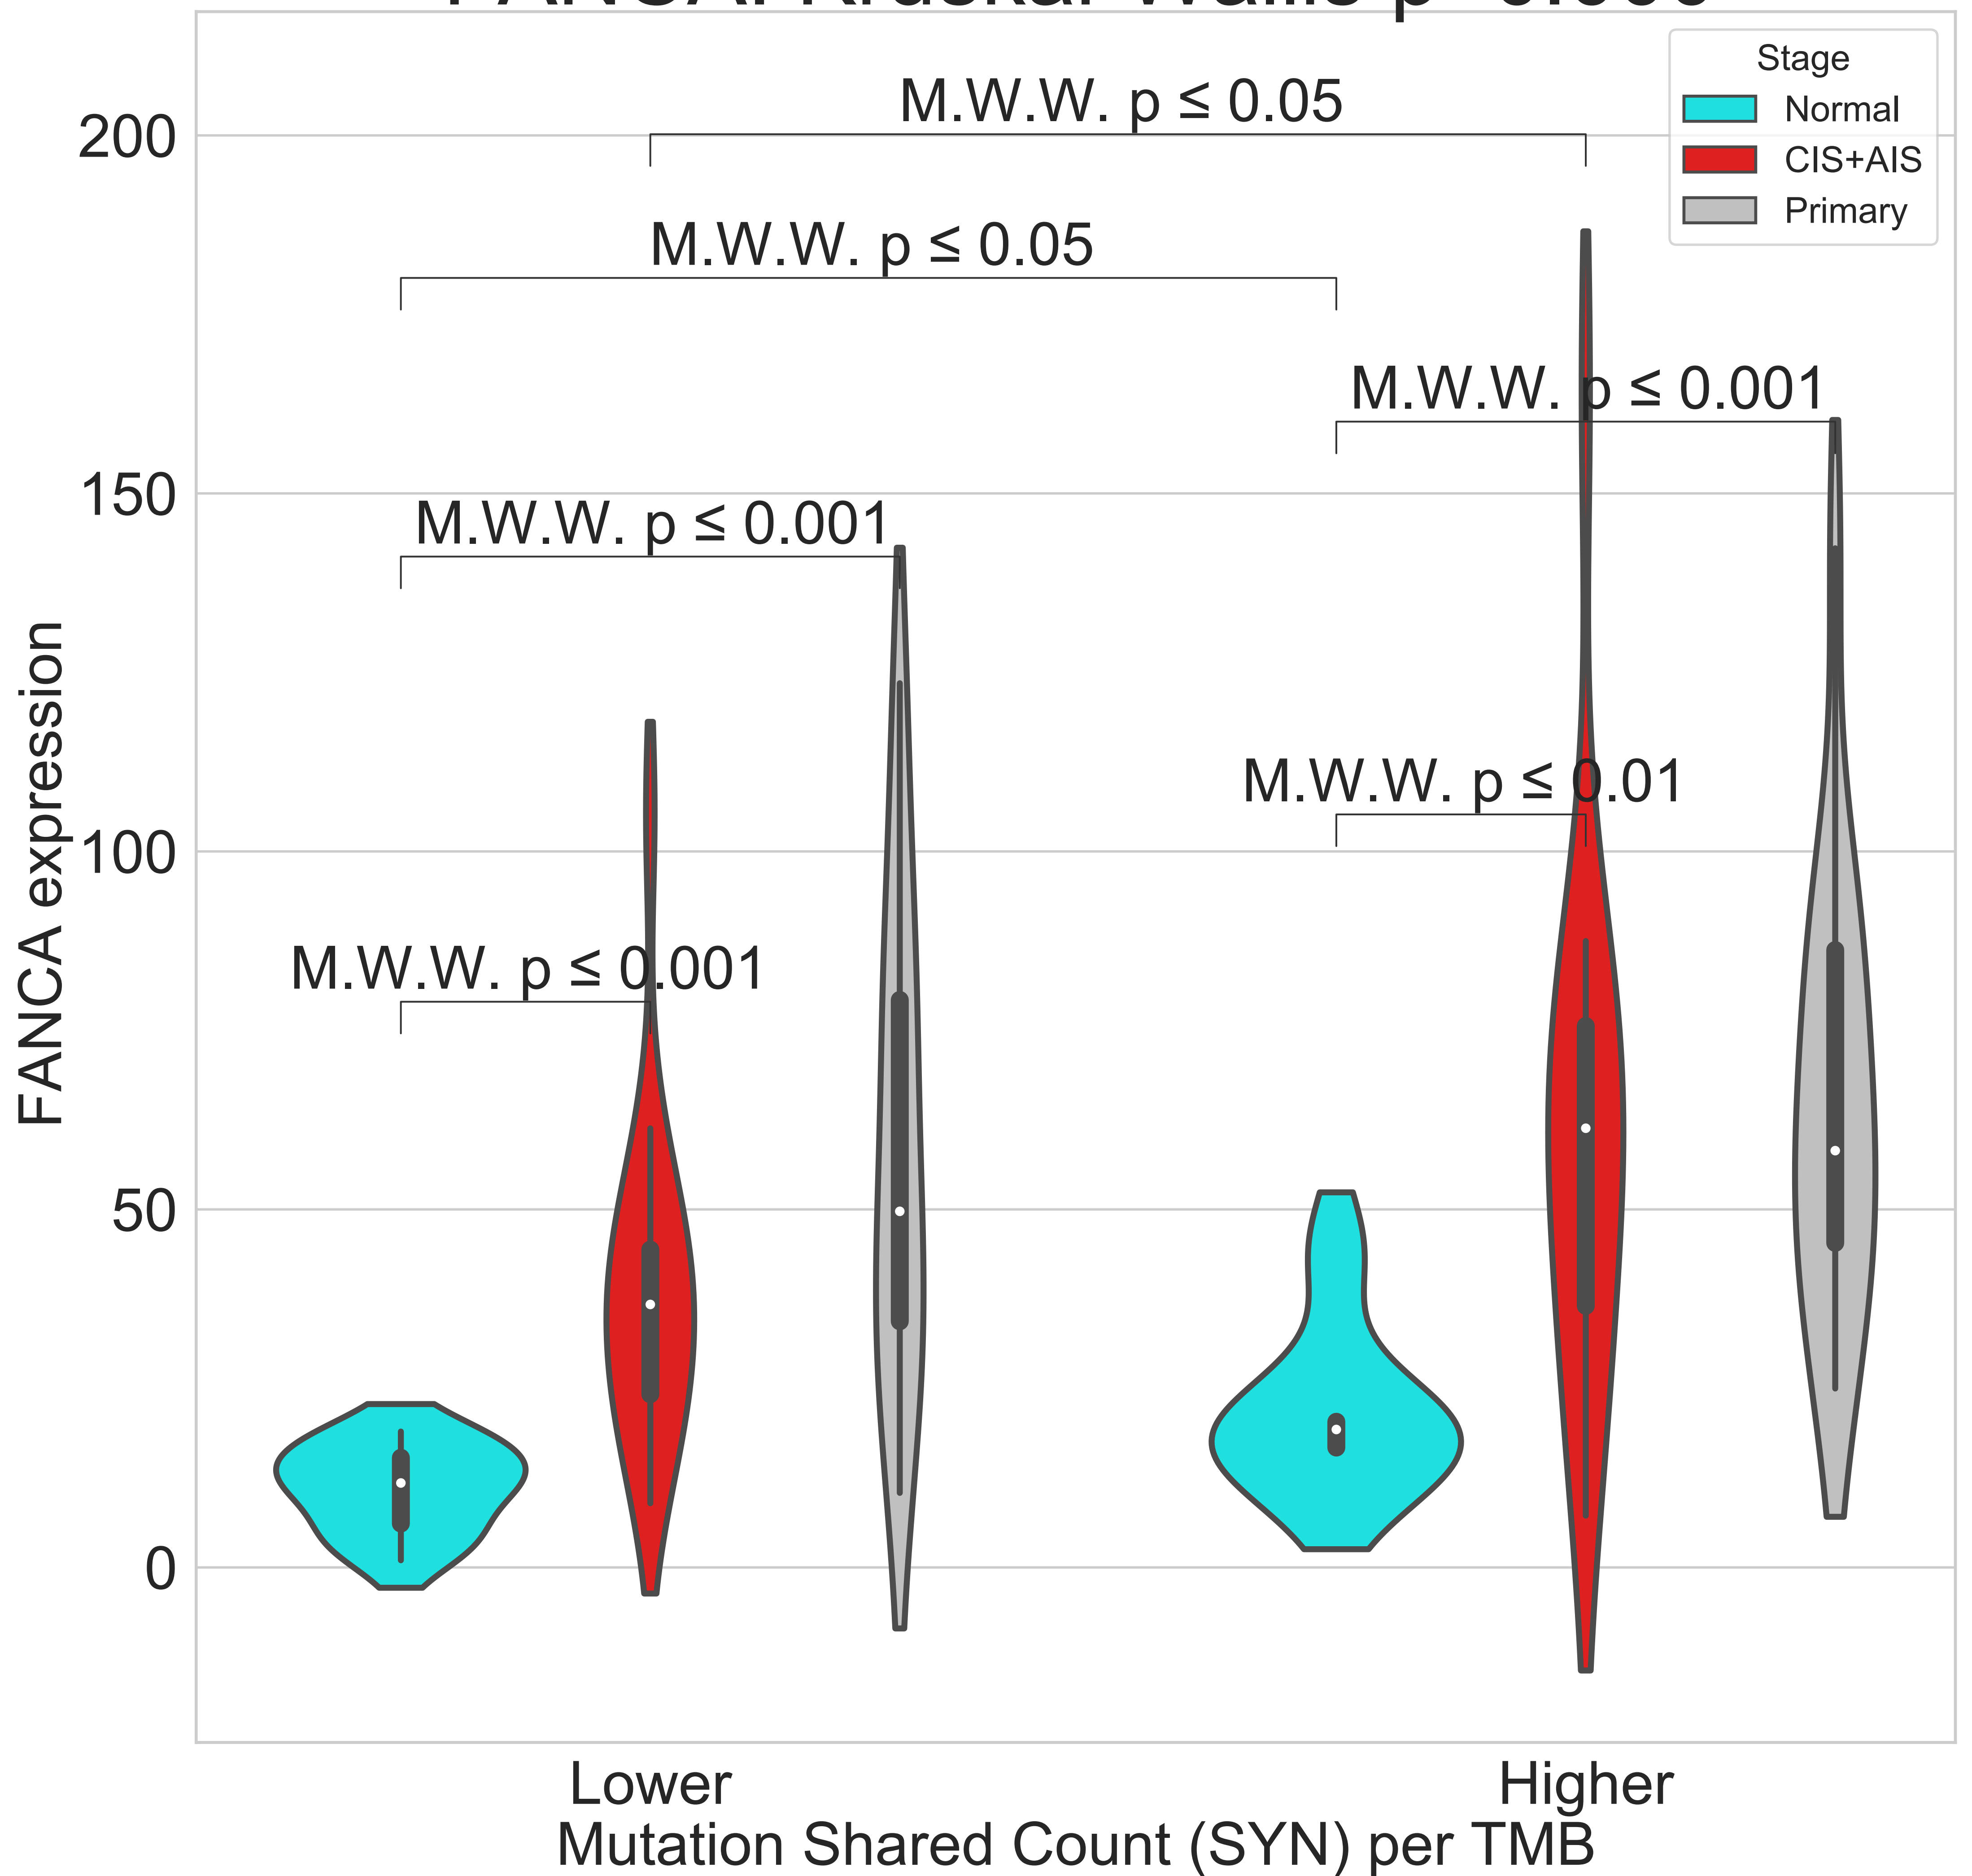 Stage
Normal
CIS+AIS
Primary
M.W.W. p ≤ 0.05
M.W.W. p ≤ 0.05
M.W.W. p ≤ 0.001
M.W.W. p ≤ 0.001
M.W.W. p ≤ 0.01
M.W.W. p ≤ 0.001
200
150
100
50
0
FANCA expression
Lower
Higher
Mutation Shared Count (SYN) per TMB